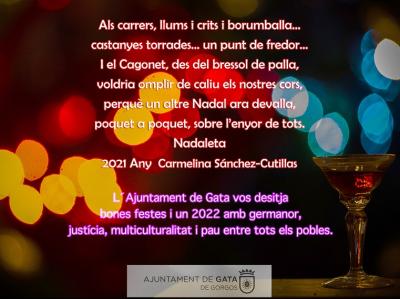 Als carrers, llums i crits i borumballa...
castanyes torrades... un punt de fredor...
I el Cagonet, des del bressol de palla,
voldria omplir de caliu els nostres cors,
perquè un altre Nadal ara devalla,
poquet a poquet, sobre l'enyor de tots.
Nadaleta
2021 Any  Carmelina Sánchez-Cutillas
L´Ajuntament de Gata vos desitja
bones festes i un 2022 amb germanor,
justícia, multiculturalitat i pau entre tots els pobles.
AJUNTAMENT DE GATA
DE GORGOS